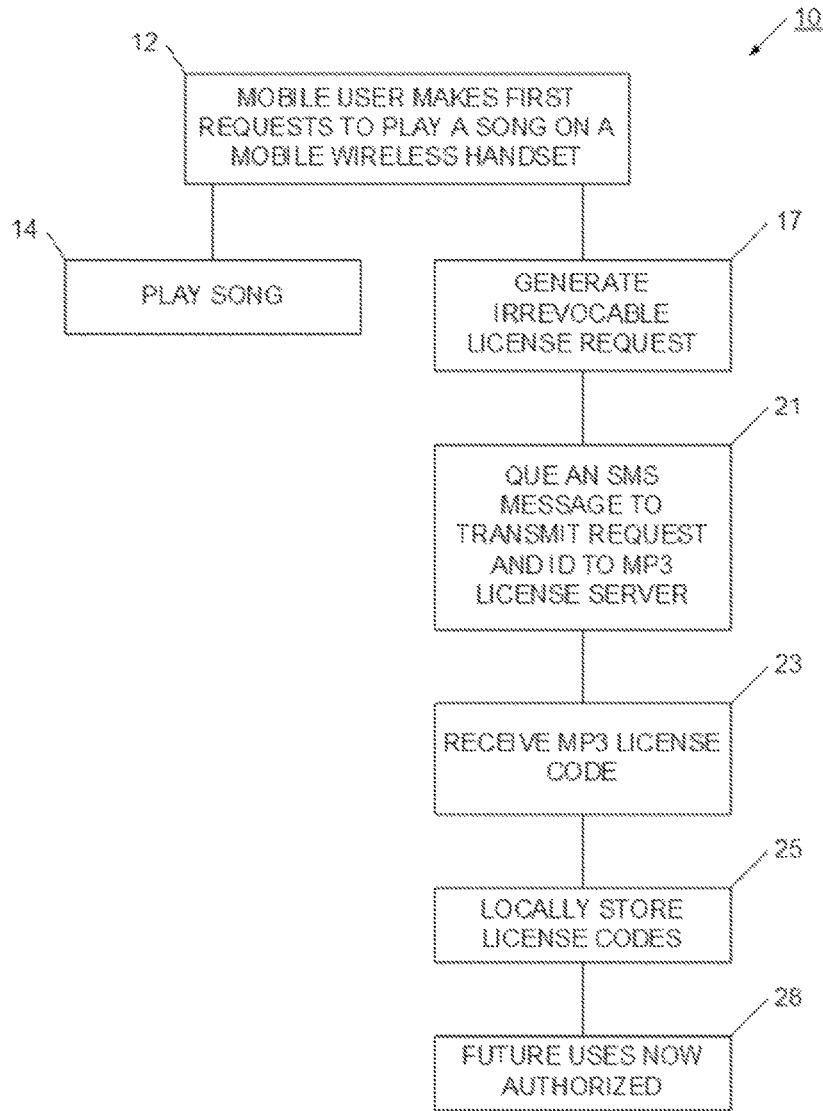 10
12
MOBILE USER MAKES FIRST
REQUESTS TO PLAY A SONG ON A
MOBILE WIRELESS HANDSET
14
PLAY SONG
17
GENERATE
IRREVOCABLE
LICENSE REQUEST
21
QUE AN SMS
MESSAGE TO
TRANSMIT REQUEST
AND ID TO MP3
LICENSE SERVER
23
RECEIVE MP3 LICENSE
CODE
25
LOCALLY STORE
LICENSE CODES
28
FUTURE USES NOW
AUTHORIZED